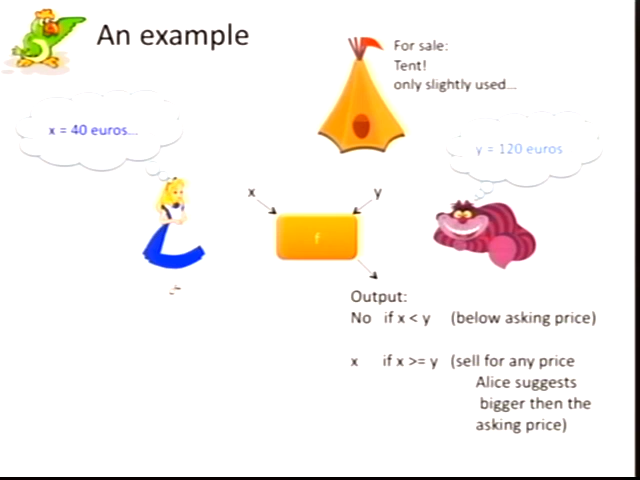 An example
For sale:
Tent!
only slightly used...
x = 40 euros...
y = 120 euros
x
y
f
Output:
No if x < y (below asking price)
x if x >= y (sell for any price
Alice suggests
bigger then the
asking price)